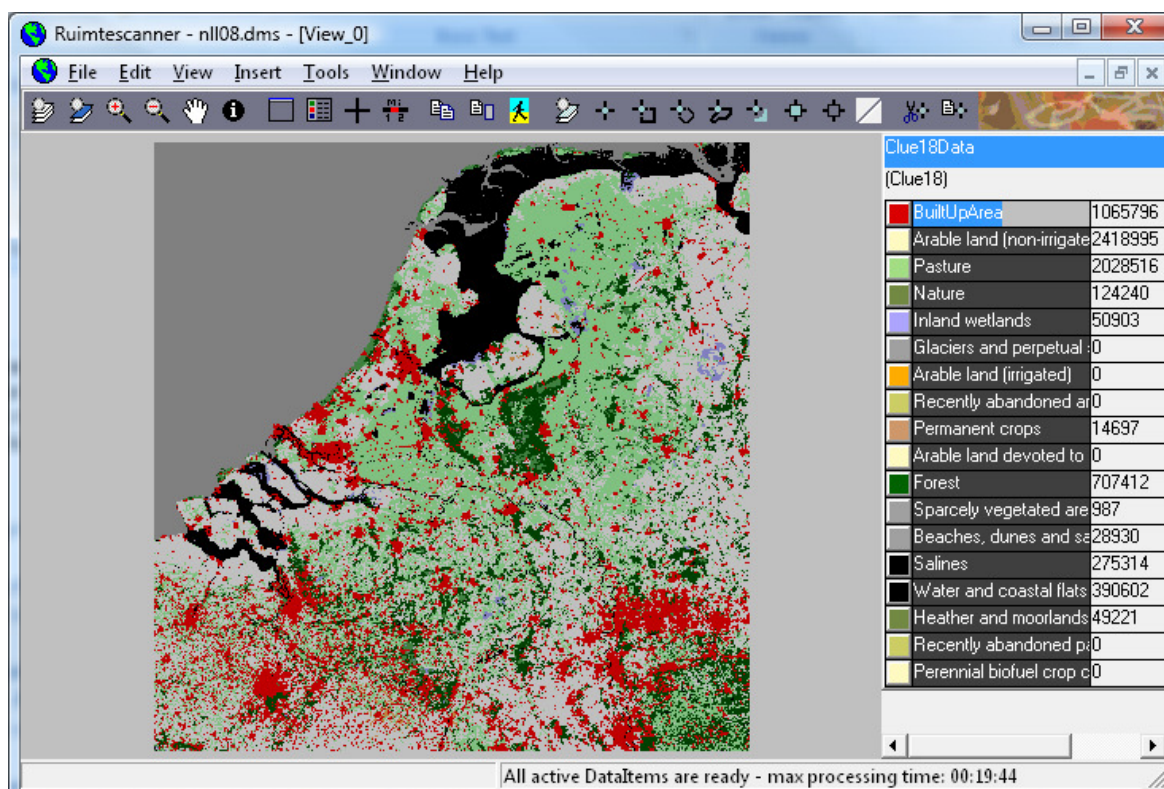 Ruimtescanner - nll08.dms - [View_0]
File Edit View Insert Tools Window Help
Clue18Data
(Clue18)
BuiltUpArea 1065796
Arable land (non-irrigate 2418995
Pasture 2028516
Nature 124240
Inland wetlands 50903
Glaciers and perpetual 0
Arable land (irrigated) 0
Recently abandoned ar 0
Permanent crops 14697
Arable land devoted to 0
Forest 707412
Sparcely vegetated are 987
Beaches, dunes and sa 28930
Salines 275314
Water and coastal flats 390602
Heather and moorlands 49221
Recently abandoned pa 0
Perennial biofuel crop c 0
All active DataItems are ready - max processing time: 00:19:44